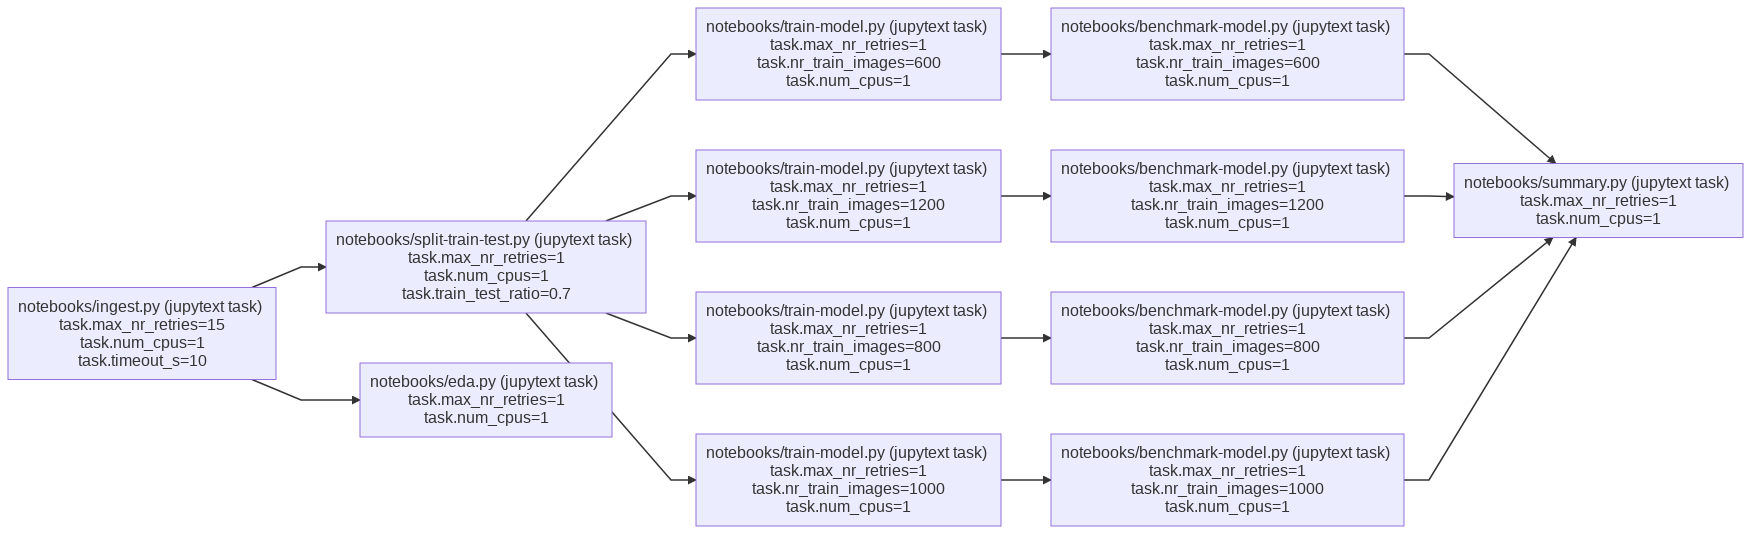 notebooks/ingest.py (jupytext task)
task.max_nr_retries=15
task.num_cpus=1
task.timeout_s=10
notebooks/split-train-test.py (jupytext task)
task.max_nr_retries=1
task.num_cpus=1
task.train_test_ratio=0.7
notebooks/eda.py (jupytext task)
task.max_nr_retries=1
task.num_cpus=1
notebooks/train-model.py (jupytext task)
task.max_nr_retries=1
task.nr_train_images=600
task.num_cpus=1
notebooks/benchmark-model.py (jupytext task)
task.max_nr_retries=1
task.nr_train_images=600
task.num_cpus=1
notebooks/train-model.py (jupytext task)
task.max_nr_retries=1
task.nr_train_images=1200
task.num_cpus=1
notebooks/benchmark-model.py (jupytext task)
task.max_nr_retries=1
task.nr_train_images=1200
task.num_cpus=1
notebooks/train-model.py (jupytext task)
task.max_nr_retries=1
task.nr_train_images=800
task.num_cpus=1
notebooks/benchmark-model.py (jupytext task)
task.max_nr_retries=1
task.nr_train_images=800
task.num_cpus=1
notebooks/train-model.py (jupytext task)
task.max_nr_retries=1
task.nr_train_images=1000
task.num_cpus=1
notebooks/benchmark-model.py (jupytext task)
task.max_nr_retries=1
task.nr_train_images=1000
task.num_cpus=1
notebooks/summary.py (jupytext task)
task.max_nr_retries=1
task.num_cpus=1